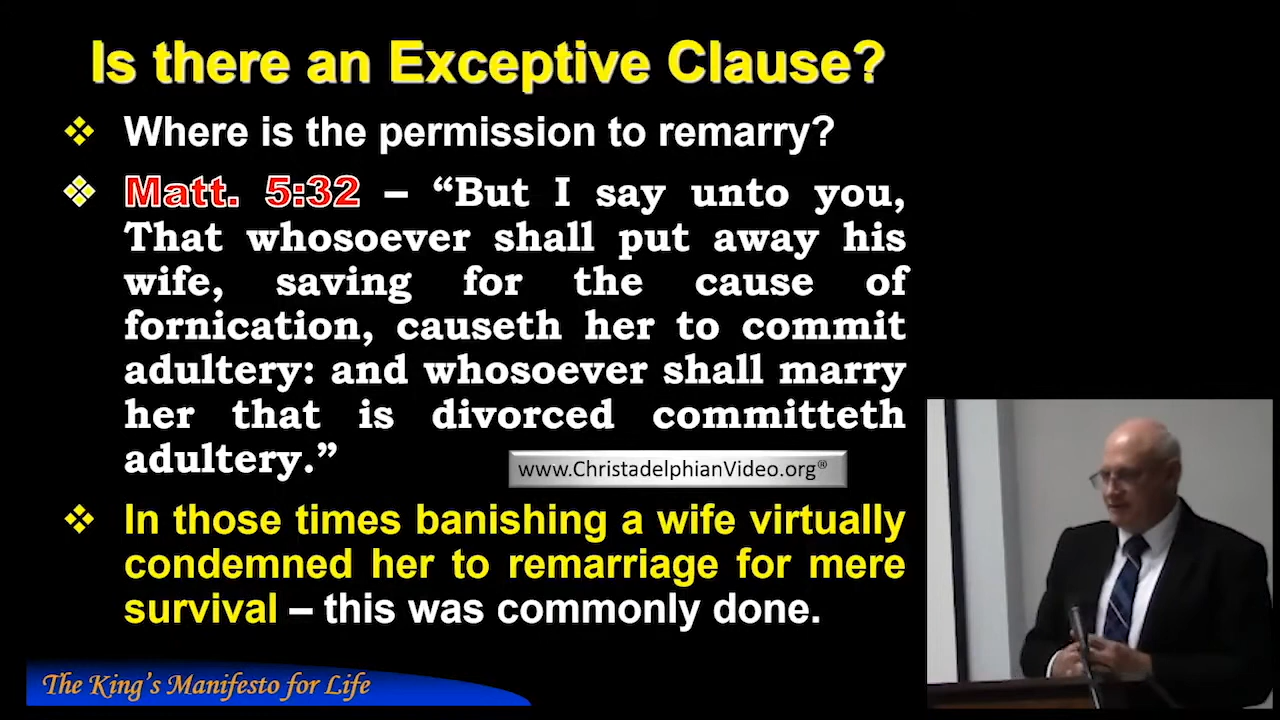 Is there an Exceptive Clause?
Where is the permission to remarry?
Matt. 5:32 – “But I say unto you,
That whosoever shall put away his
wife, saving for the cause of
fornication, causeth her to commit
adultery: and whosoever shall marry
her that is divorced committeth
adultery.”
www.ChristadelphianVideo.org®
In those times banishing a wife virtually
condemned her to remarriage for mere
survival – this was commonly done.
The King's Manifesto for Life